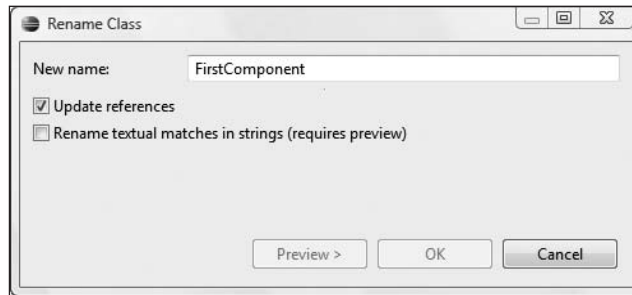 Rename Class
New name: FirstComponent
Update references
Rename textual matches in strings (requires preview)
Preview > OK Cancel